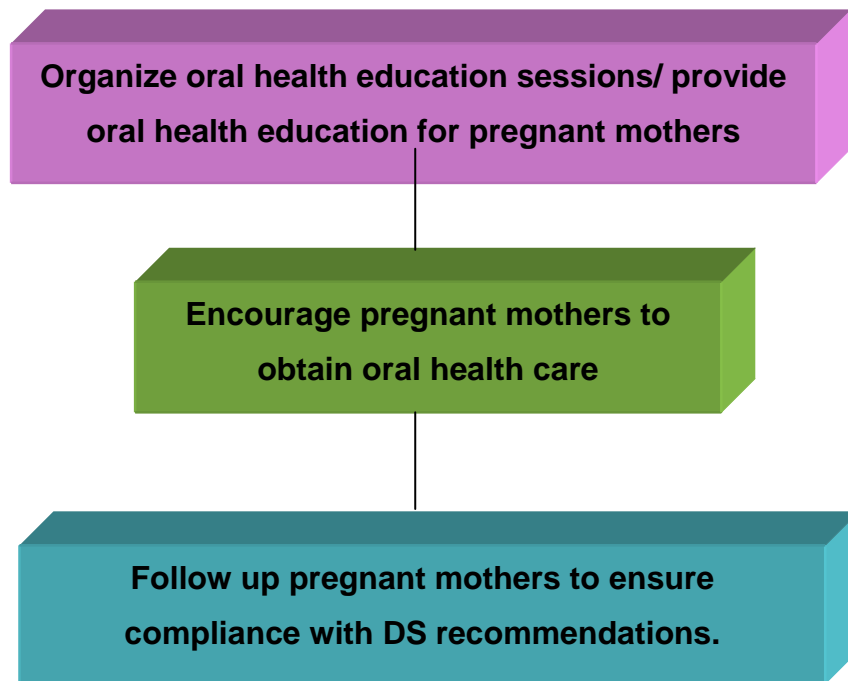 Organize oral health education sessions/ provide
oral health education for pregnant mothers
Encourage pregnant mothers to
obtain oral health care
Follow up pregnant mothers to ensure
compliance with DS recommendations.